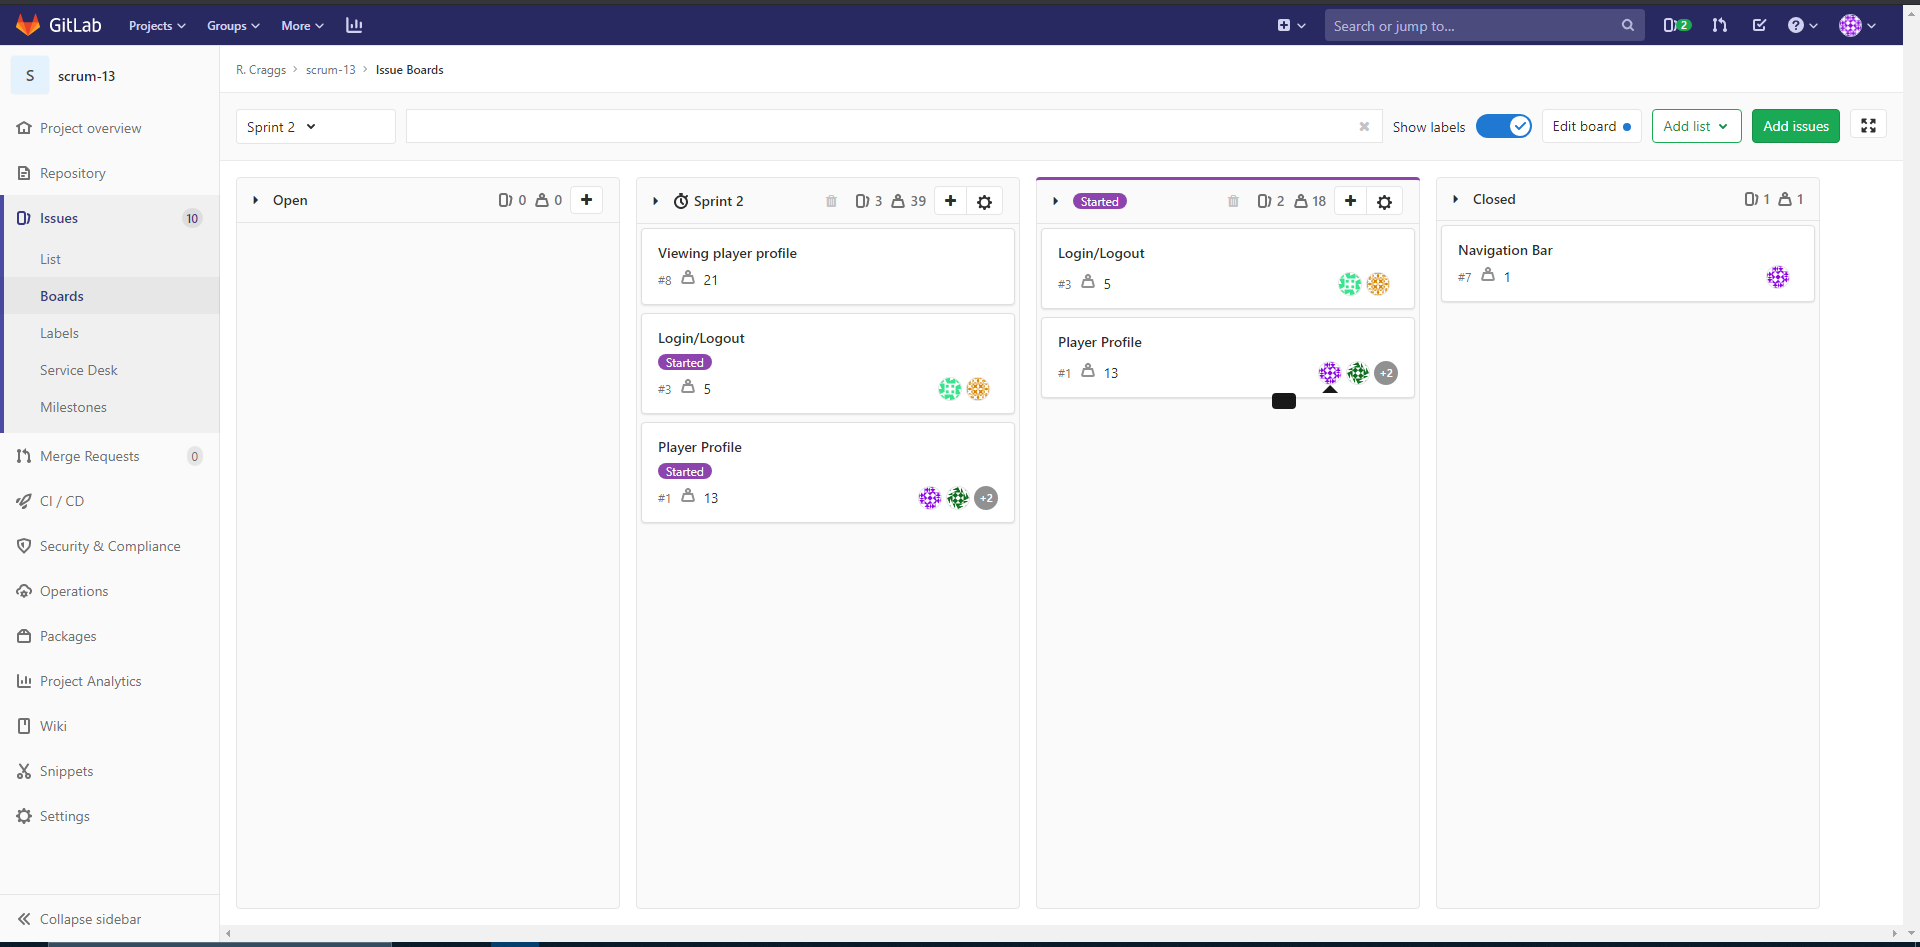 GitLab
Projects
Groups
More
Search or jump to...
2
S
scrum-13
Project overview
Repository
Issues
10
List
Boards
Labels
Service Desk
Milestones
Merge Requests
0
CI / CD
Security & Compliance
Operations
Packages
Project Analytics
Wiki
Snippets
Settings
Collapse sidebar
R. Craggs
scrum-13
Issue Boards
Sprint 2
Show labels
Edit board
Add list
Add issues
Open
0
0
Sprint 2
3
39
Viewing player profile
#8
21
Login/Logout
Started
#3
5
Player Profile
Started
#1
13
+2
Started
2
18
Login/Logout
#3
5
Player Profile
#1
13
+2
Closed
1
1
Navigation Bar
#7
1